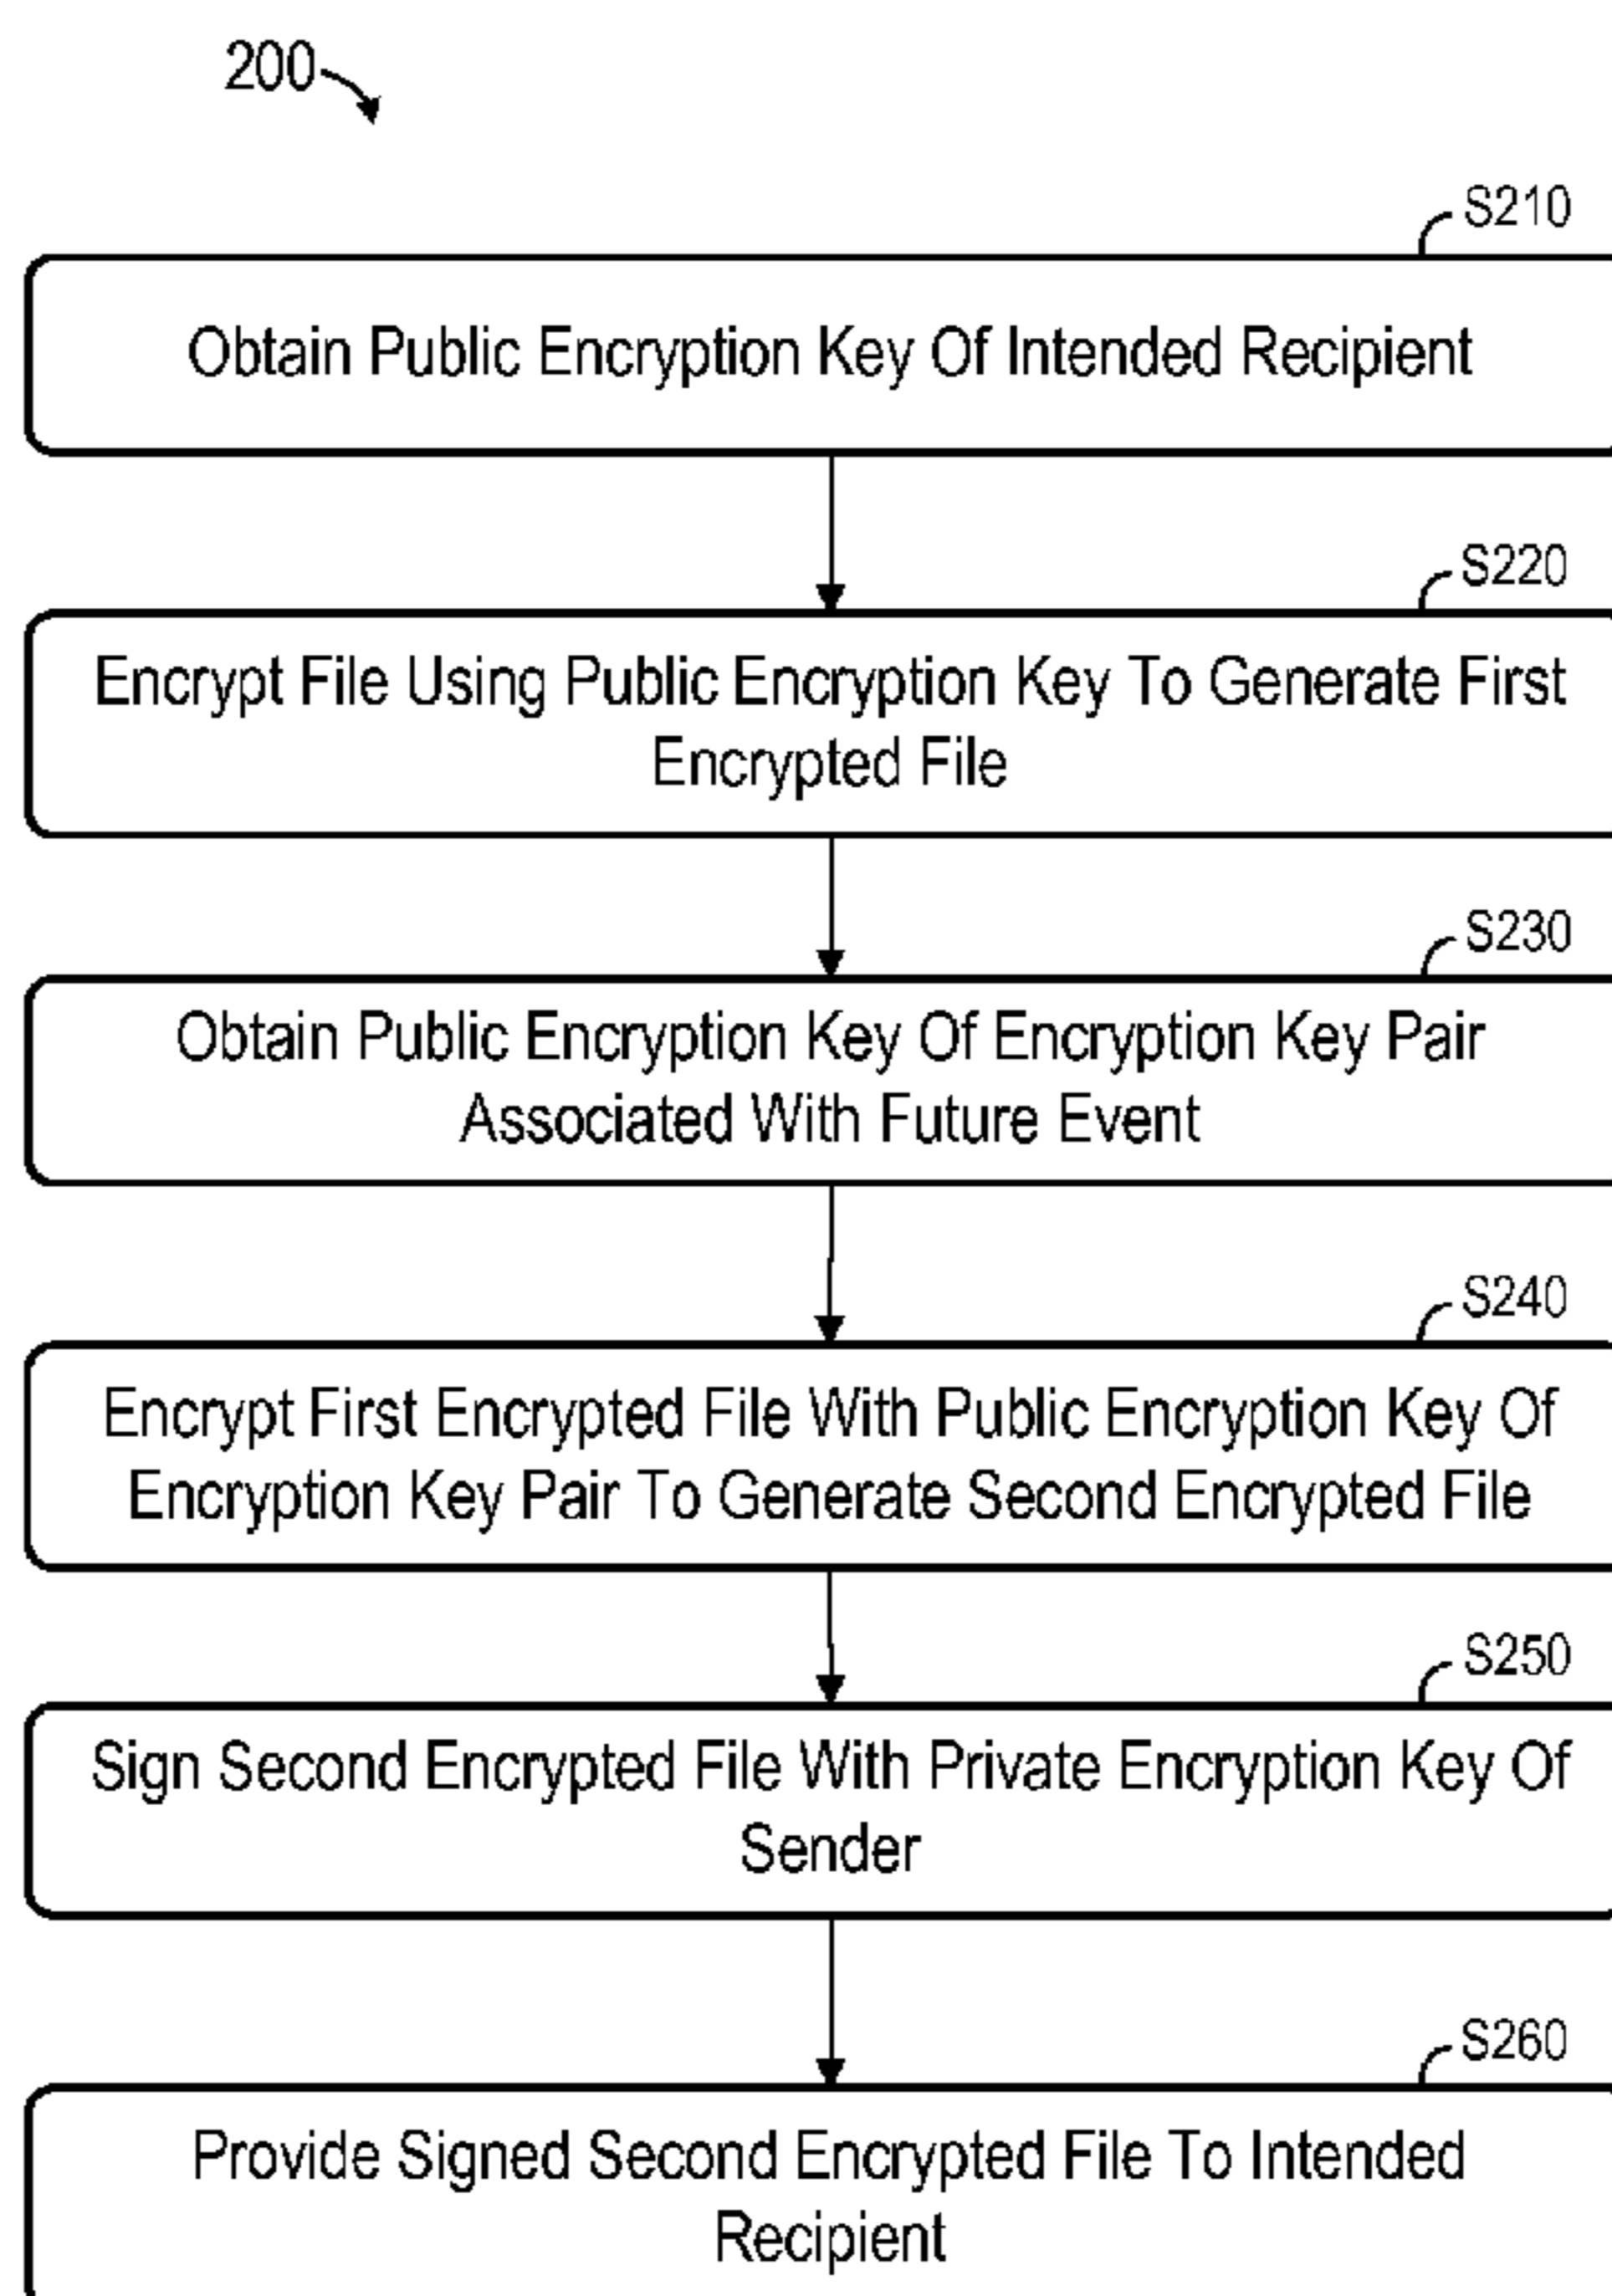 200
S210
Obtain Public Encryption Key Of Intended Recipient
S220
Encrypt File Using Public Encryption Key To Generate First
Encrypted File
S230
Obtain Public Encryption Key Of Encryption Key Pair
Associated With Future Event
S240
Encrypt First Encrypted File With Public Encryption Key Of
Encryption Key Pair To Generate Second Encrypted File
S250
Sign Second Encrypted File With Private Encryption Key Of
Sender
S260
Provide Signed Second Encrypted File To Intended
Recipient